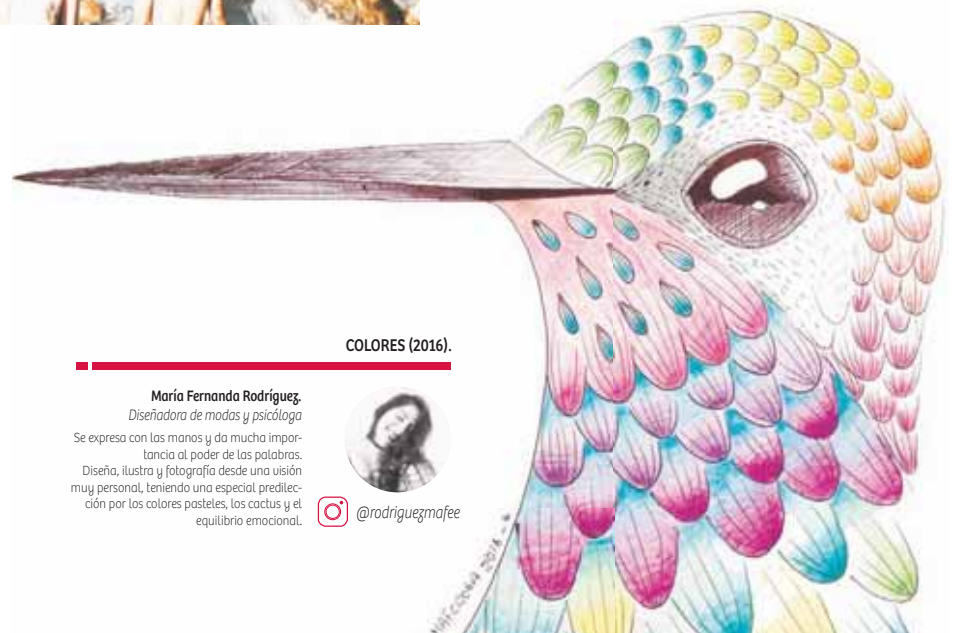 COLORES (2016).
María Fernanda Rodríguez.
Diseñadora de modas y psicóloga
Se expresa con las manos y da mucha impor-
tancia al poder de las palabras.
Diseña, ilustra y fotografía desde una visión
muy personal, teniendo una especial predilec-
ción por los colores pasteles, los cactus y el
equilibrio emocional.
@rodriguezmafee